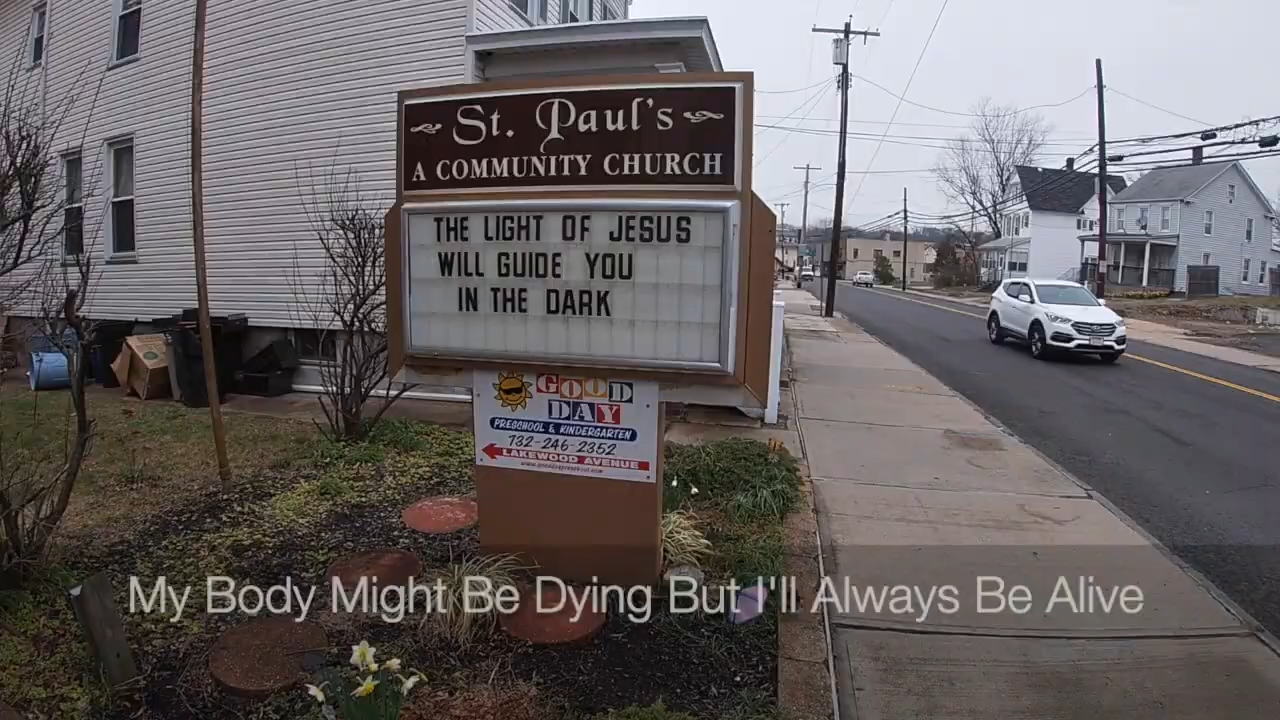 St. Paul's
A COMMUNITY CHURCH
THE LIGHT OF JESUS
WILL GUIDE YOU
IN THE DARK
GOOD
DAY
PRESCHOOL & KINDERGARTEN
732-246-2352
LAKEWOOD AVENUE
My Body Might Be Dying But I'll Always Be Alive